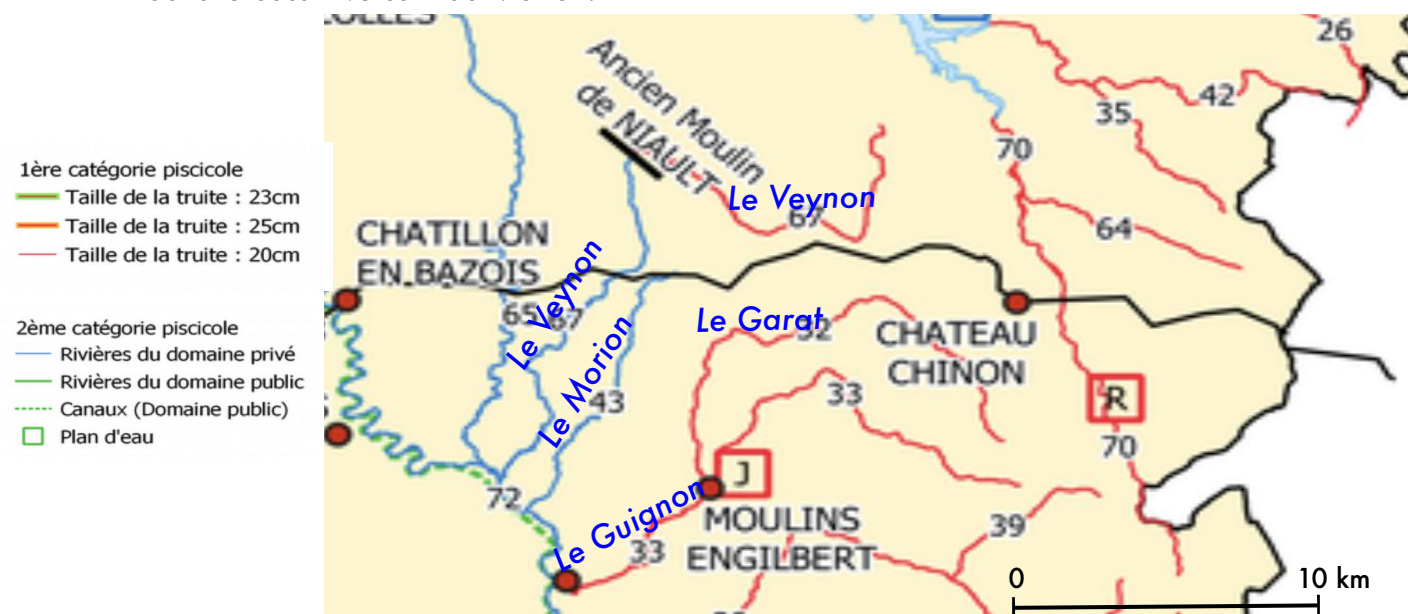 1ère catégorie piscicole
Taille de la truite : 23cm
Taille de la truite : 25cm
Taille de la truite : 20cm
2ème catégorie piscicole
Rivières du domaine privé
Rivières du domaine public
Canaux (Domaine public)
Plan d'eau
26
42
35
Ancien Moulin
de NIAULT
70
Le Veynon
67
64
CHATILLON
EN BAZOIS
65
67
Le Veynon
Le Morion
43
Le Garat
32
CHATEAU
CHINON
33
R
70
J
72
Le Guignon
33
MOULINS
ENGILBERT
39
0 10 km